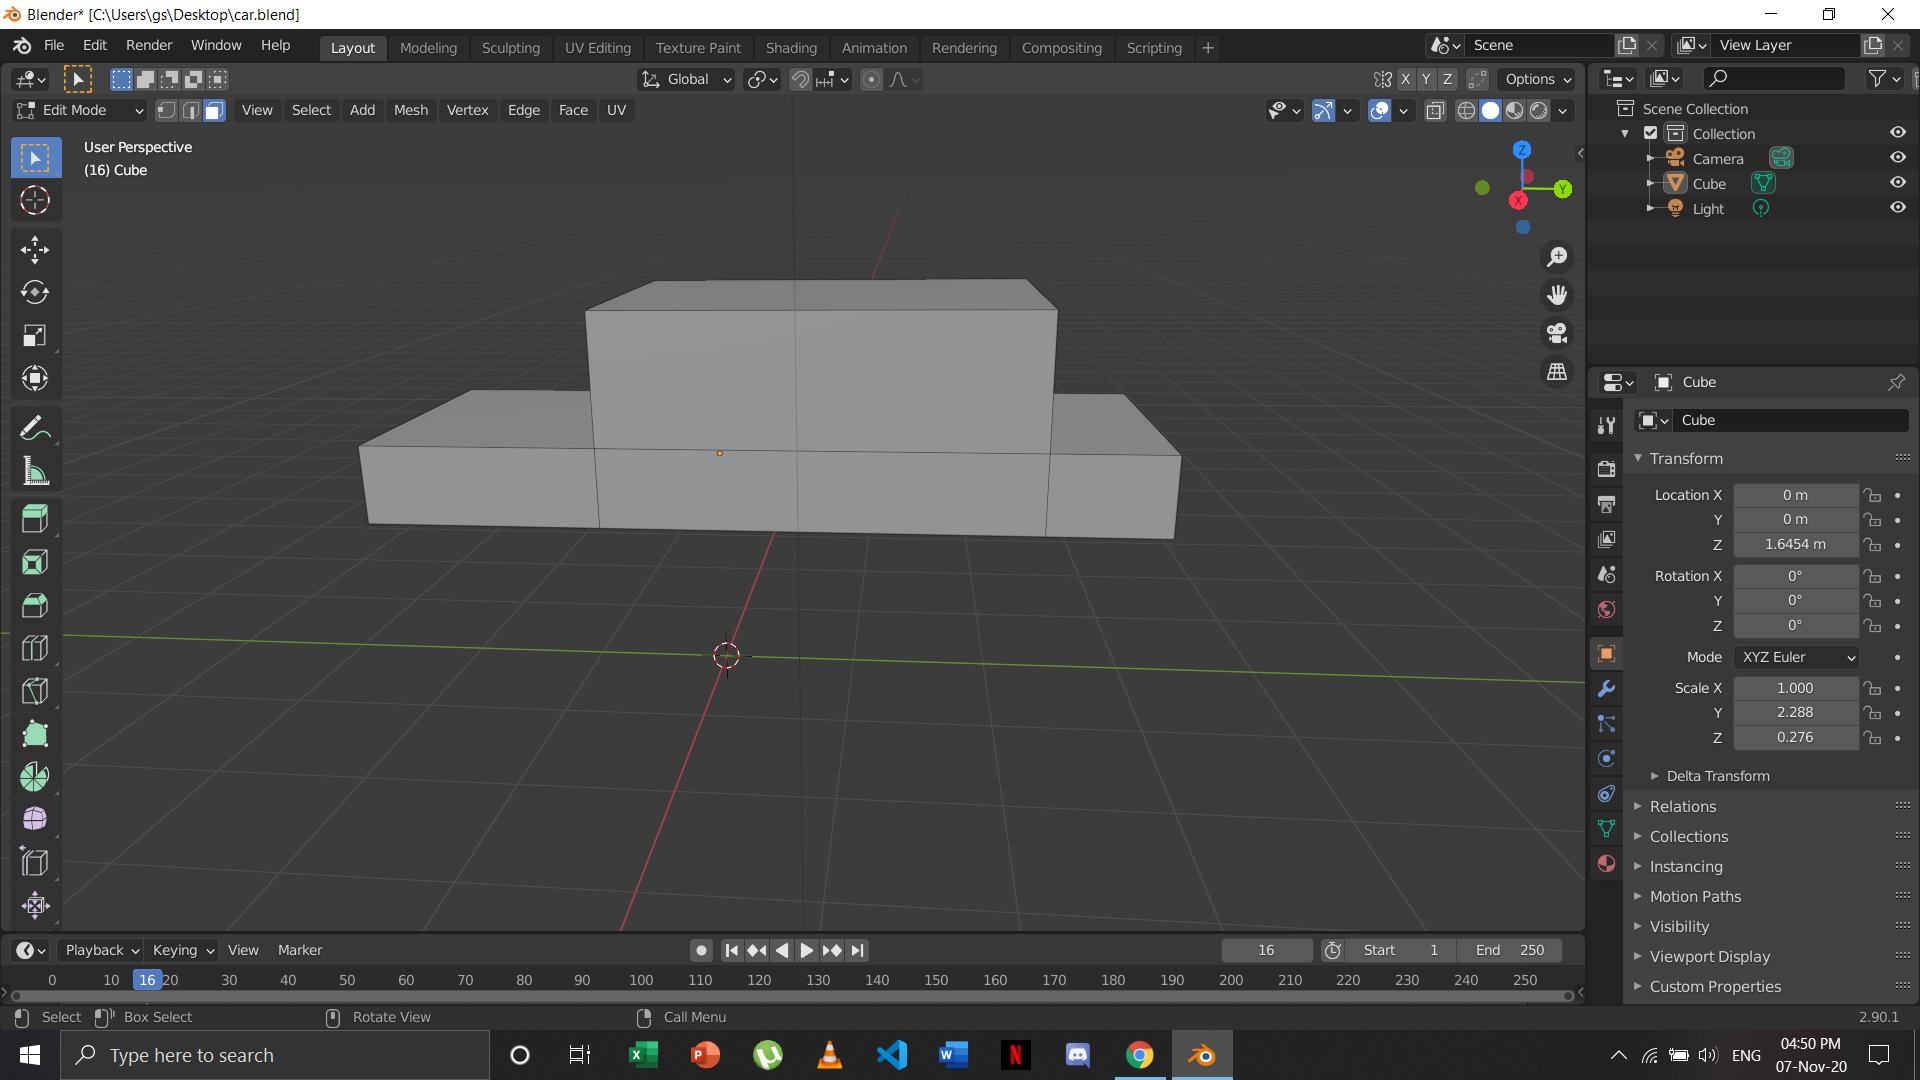 Blender* [C:\Users\gs\Desktop\car.blend]
File Edit Render Window Help Layout Modeling Sculpting UV Editing Texture Paint Shading Animation Rendering Compositing Scripting + Scene View Layer
Global X Y Z Options
Edit Mode View Select Add Mesh Vertex Edge Face UV
User Perspective
(16) Cube
Z
Y
X
Scene Collection
Collection
Camera
Cube
Light
Cube
Cube
Transform
Location X 0 m
Y 0 m
Z 1.6454 m
Rotation X 0°
Y 0°
Z 0°
Mode XYZ Euler
Scale X 1.000
Y 2.288
Z 0.276
Delta Transform
Relations
Collections
Instancing
Motion Paths
Visibility
Viewport Display
Custom Properties
Playback Keying View Marker 16 Start 1 End 250
0 10 16 20 30 40 50 60 70 80 90 100 110 120 130 140 150 160 170 180 190 200 210 220 230 240 250
Select Box Select Rotate View Call Menu 2.90.1
Type here to search
ENG
04:50 PM
07-Nov-20